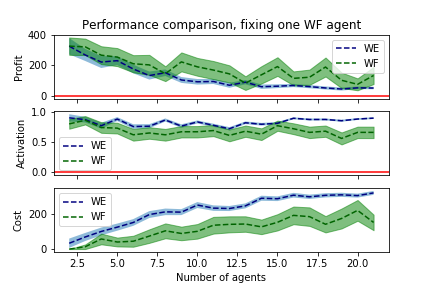 Performance comparison, fixing one WF agent
400
200
0
Profit
WE
WF
1.0
0.5
0.0
Activation
WE
WF
200
0
Cost
WE
WF
2.5 5.0 7.5 10.0 12.5 15.0 17.5 20.0
Number of agents